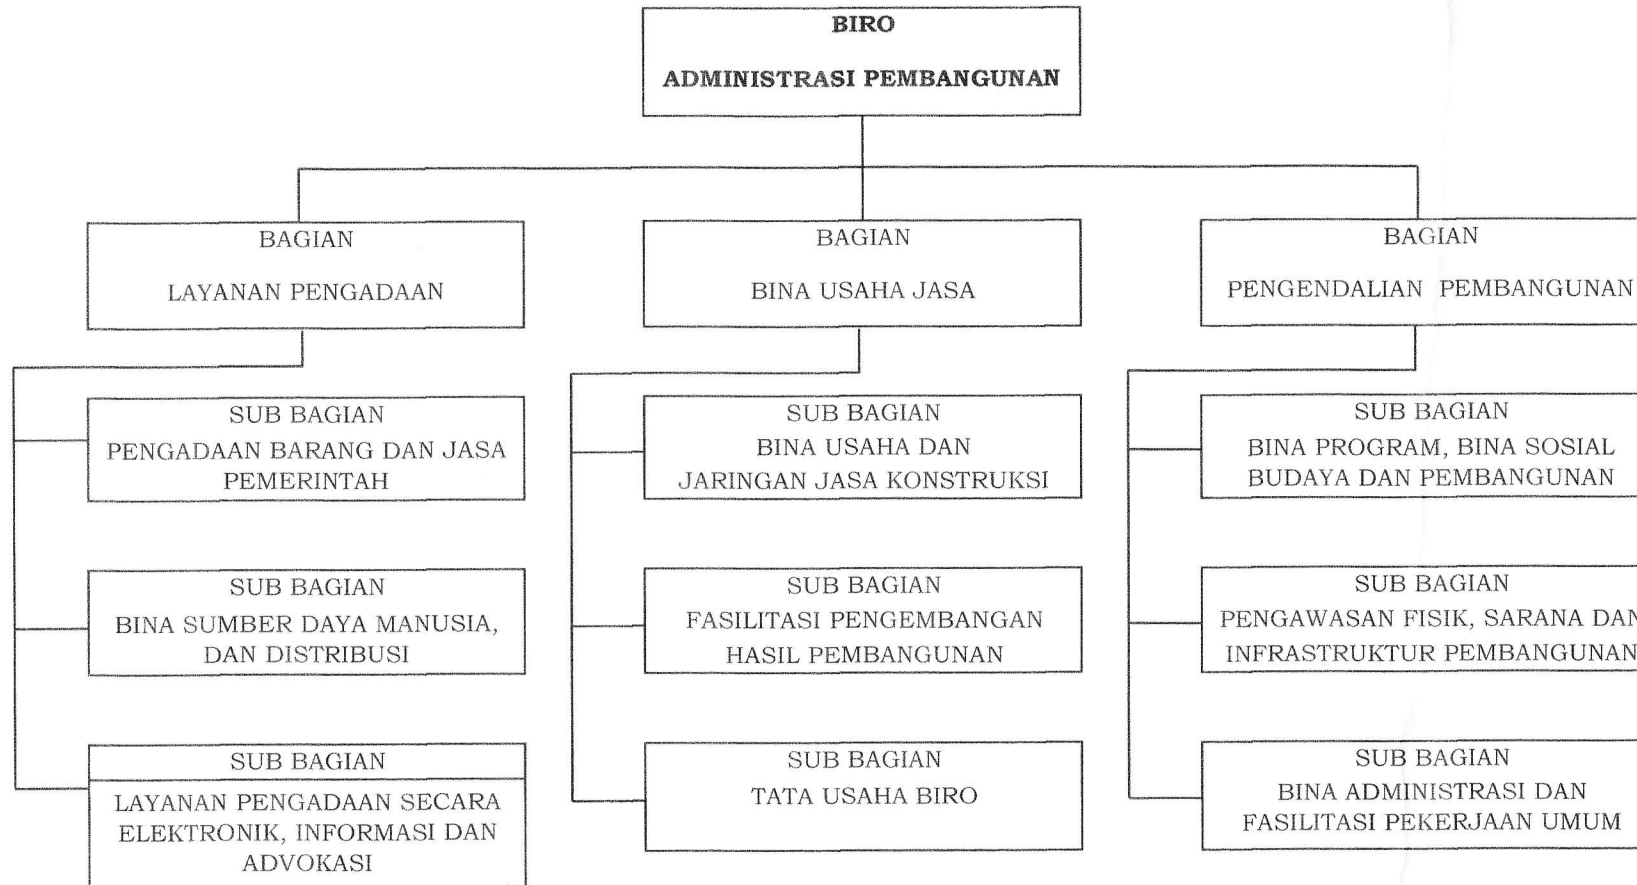 BIRO
ADMINISTRASI PEMBANGUNAN
BAGIAN
LAYANAN PENGADAAN
BAGIAN
BINA USAHA JASA
BAGIAN
PENGENDALIAN PEMBANGUNAN
SUB BAGIAN
PENGADAAN BARANG DAN JASA
PEMERINTAH
SUB BAGIAN
BINA SUMBER DAYA MANUSIA,
DAN DISTRIBUSI
SUB BAGIAN
LAYANAN PENGADAAN SECARA
ELEKTRONIK, INFORMASI DAN
ADVOKASI
SUB BAGIAN
BINA USAHA DAN
JARINGAN JASA KONSTRUKSI
SUB BAGIAN
FASILITASI PENGEMBANGAN
HASIL PEMBANGUNAN
SUB BAGIAN
TATA USAHA BIRO
SUB BAGIAN
BINA PROGRAM, BINA SOSIAL
BUDAYA DAN PEMBANGUNAN
SUB BAGIAN
PENGAWASAN FISIK, SARANA DAN
INFRASTRUKTUR PEMBANGUNAN
SUB BAGIAN
BINA ADMINISTRASI DAN
FASILITASI PEKERJAAN UMUM